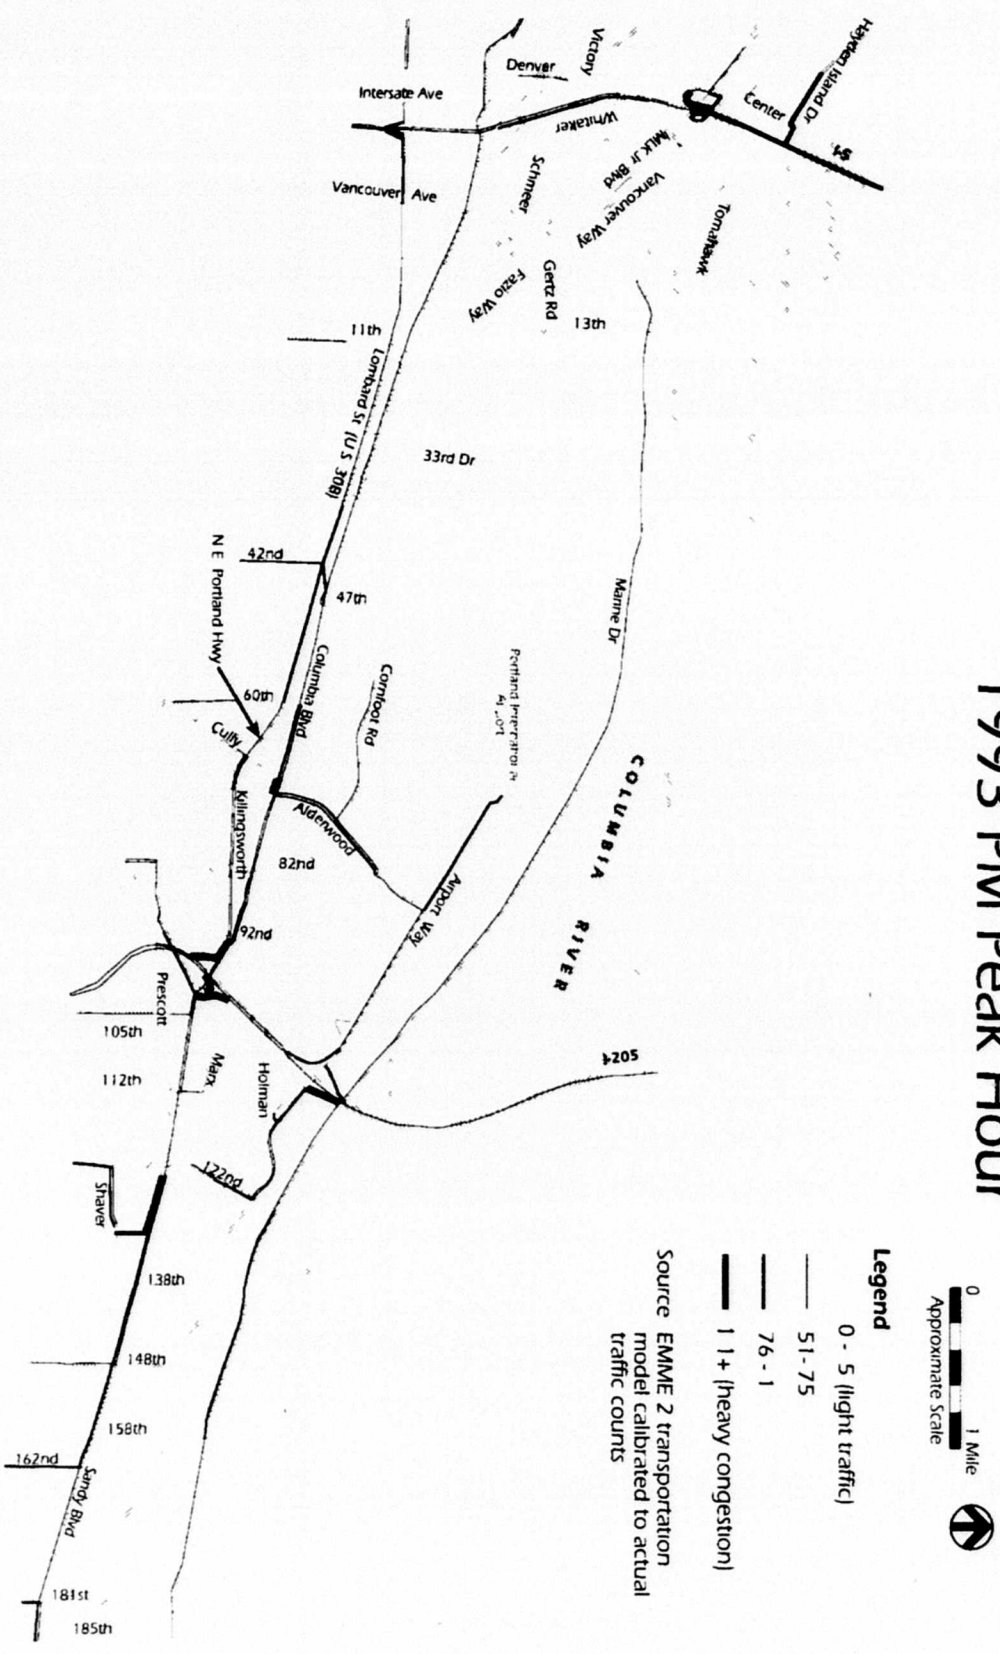 1993 PM Peak Hour
0
1 Mile
Approximate Scale
Legend
0 - 5 (light traffic)
51-75
76-1
1 1+ (heavy congestion)
Source EMME 2 transportation
model calibrated to actual
traffic counts
Hayden Island Dr
Center
Victory
Denver
Intersate Ave
Whitaker
MLK Jr Blvd
Vancouver Way
Tomahawk
Schmeer
Vancouver Ave
Gertz Rd
Fazio Way
13th
11th
Lombard St (U S 30B)
33rd Dr
42nd
47th
N E Portland Hwy
60th
Cully
Columbia Blvd
Cornfoot Rd
Marine Dr
COLUMBIA
RIVER
Killingsworth
Alderwood
82nd
Airport Way
92nd
Prescott
105th
112th
Marx
Holman
I-205
122nd
Shaver
138th
148th
158th
162nd
Sandy Blvd
181st
185th